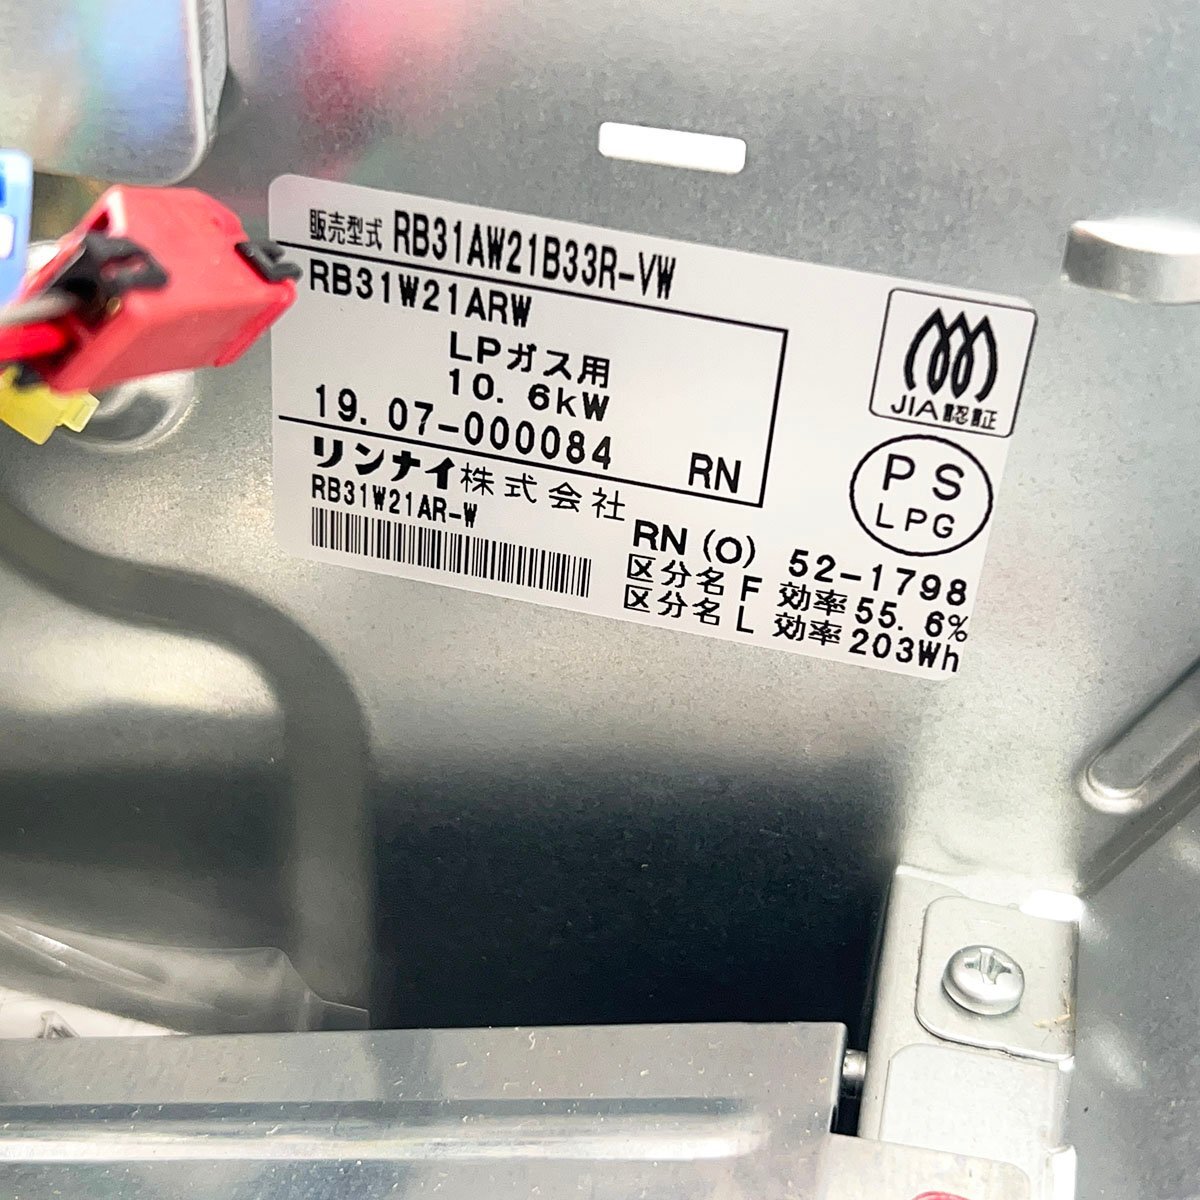 販売型式 RB31AW21B33R-VW
RB31W21ARW
LPガス用
10.6kW
19.07-000084 RN
リンナイ株式会社
RB31W21AR-W
JIA認証
PS
LPG
RN(O) 52-1798
区分名 F 効率 55.6%
区分名 L 効率 203Wh